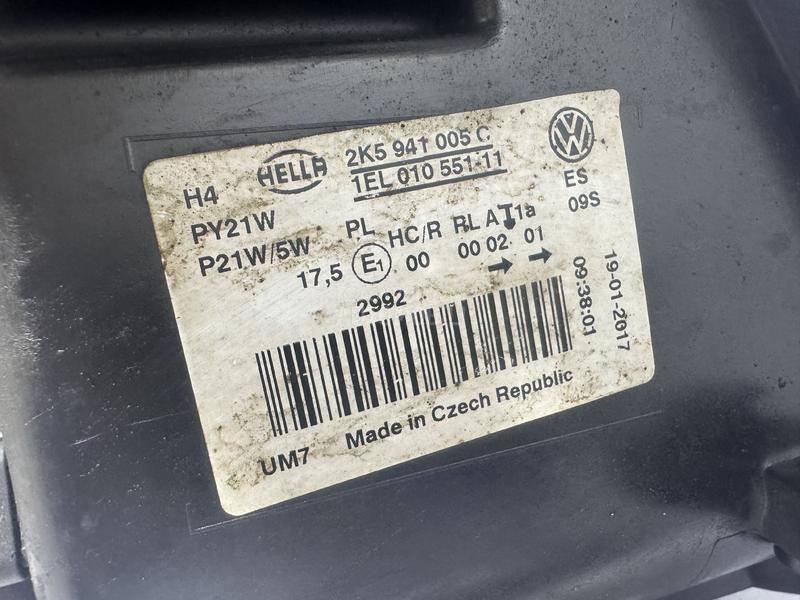 H4 HELLA 2K5 941 005 C
1EL 010 551-11
PY21W
P21W/5W PL HC/R RL A 1a ES
17,5 E1 00 00 02 01 09S
2992
19-01-2017
09:38:01
UM7 Made in Czech Republic